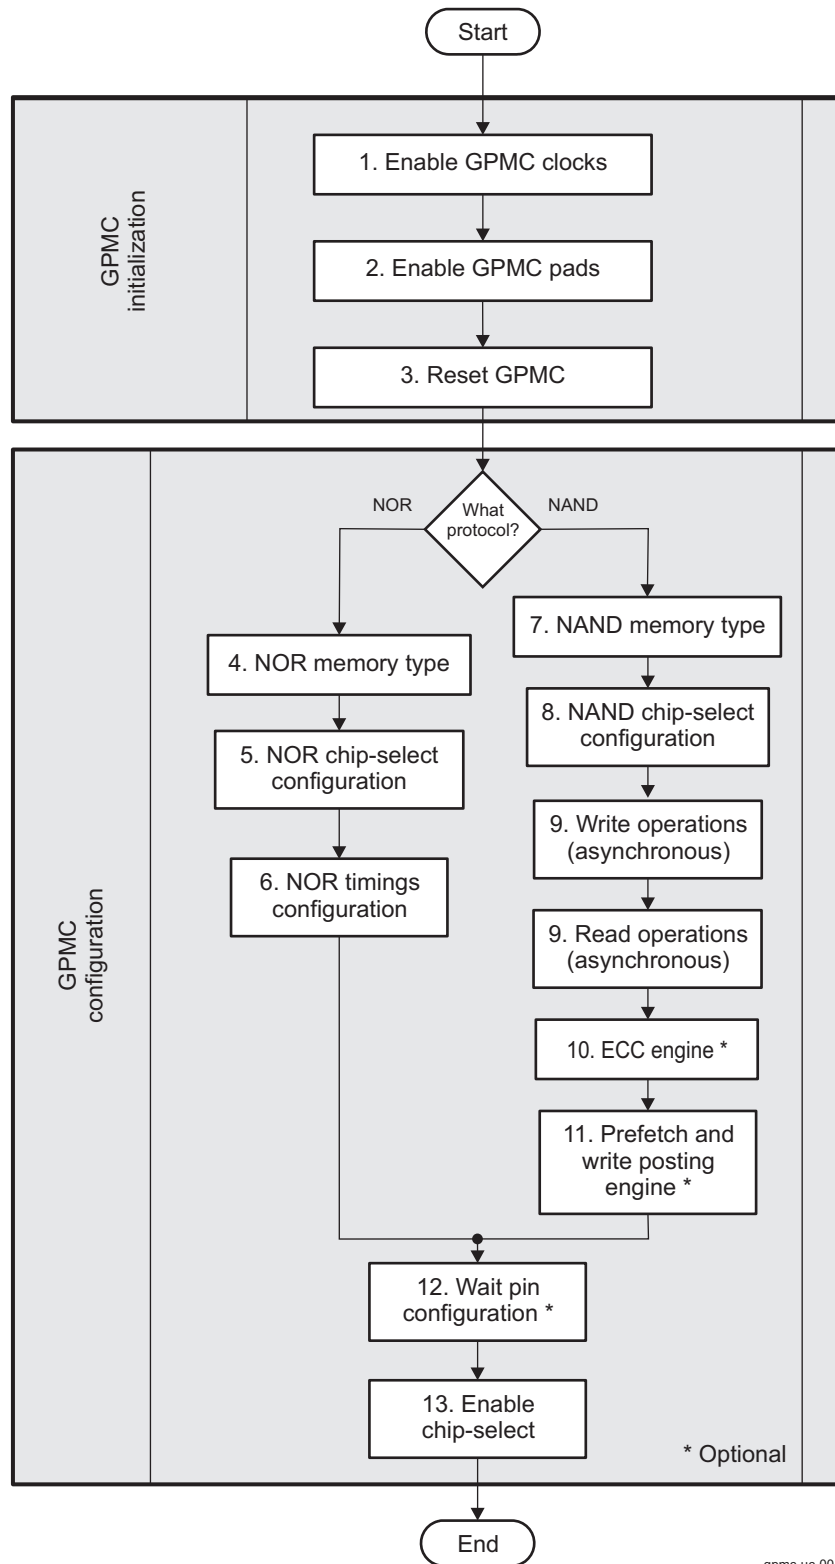 Start
GPMC
initialization
1. Enable GPMC clocks
2. Enable GPMC pads
3. Reset GPMC
GPMC
configuration
What
protocol?
NOR
NAND
4. NOR memory type
5. NOR chip-select
configuration
6. NOR timings
configuration
7. NAND memory type
8. NAND chip-select
configuration
9. Write operations
(asynchronous)
9. Read operations
(asynchronous)
10. ECC engine *
11. Prefetch and
write posting
engine *
12. Wait pin
configuration *
13. Enable
chip-select
* Optional
End